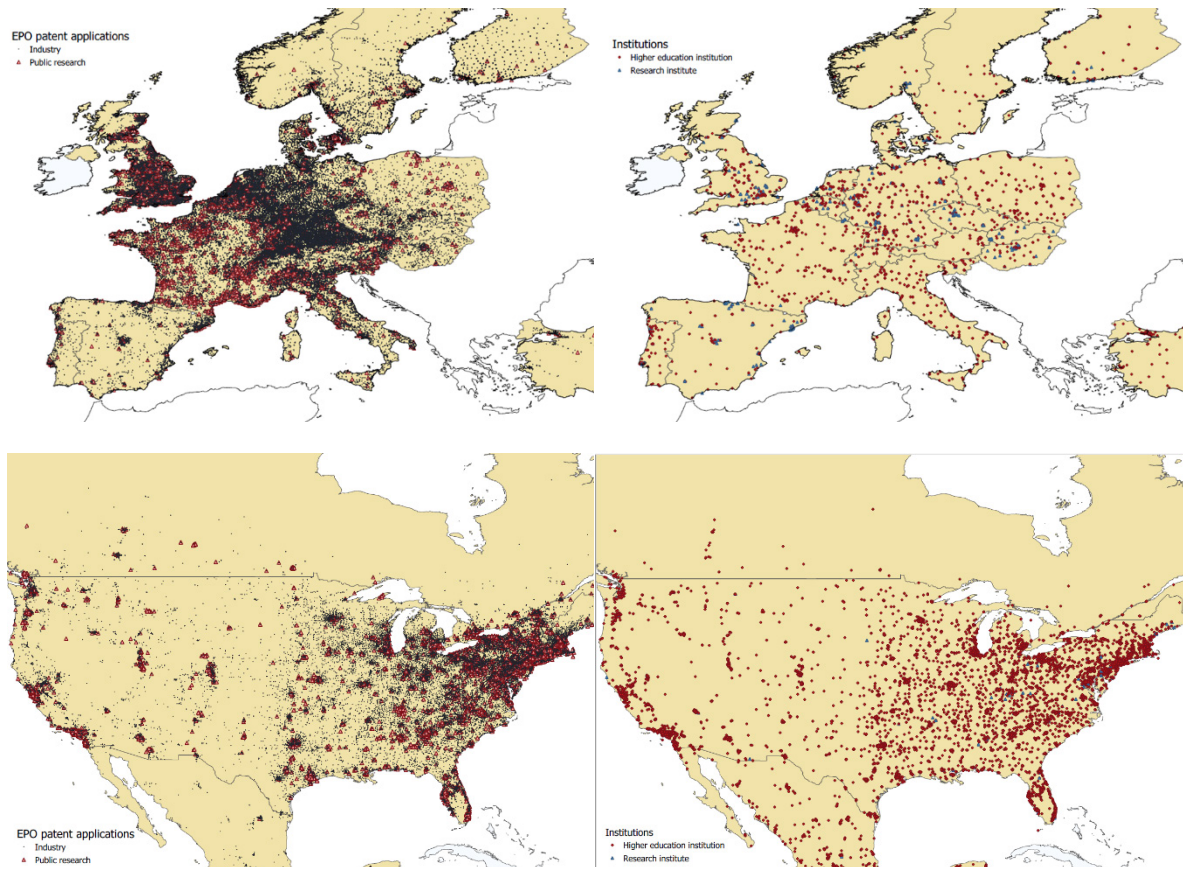 EPO patent applications
Industry
Public research
Institutions
Higher education institution
Research institute
EPO patent applications
Industry
Public research
Institutions
Higher education institution
Research institute